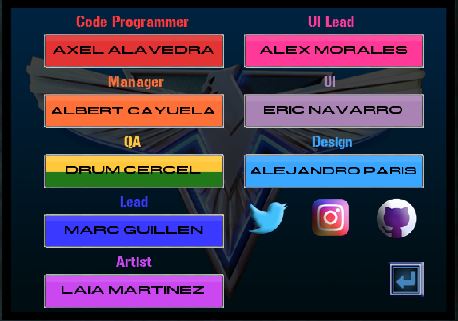 Code Programmer
AXEL ALAVEDRA
Manager
ALBERT CAYUELA
QA
DRUM CERCEL
Lead
MARC GUILLEN
Artist
LAIA MARTINEZ
UI Lead
ALEX MORALES
UI
ERIC NAVARRO
Design
ALEJANDRO PARIS